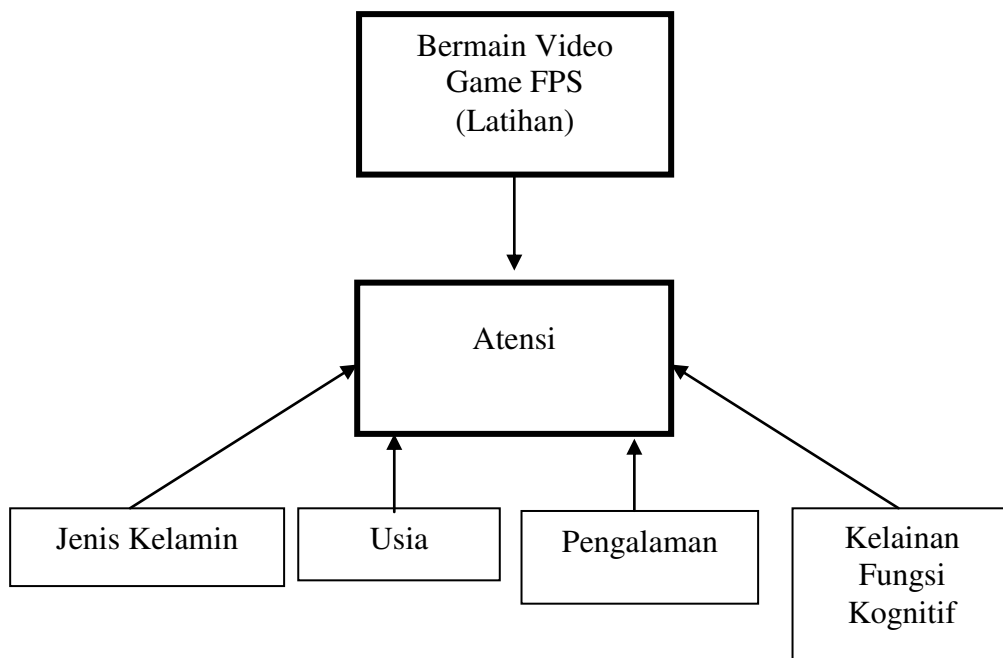 Bermain Video
Game FPS
(Latihan)
Atensi
Jenis Kelamin
Usia
Pengalaman
Kelainan
Fungsi
Kognitif